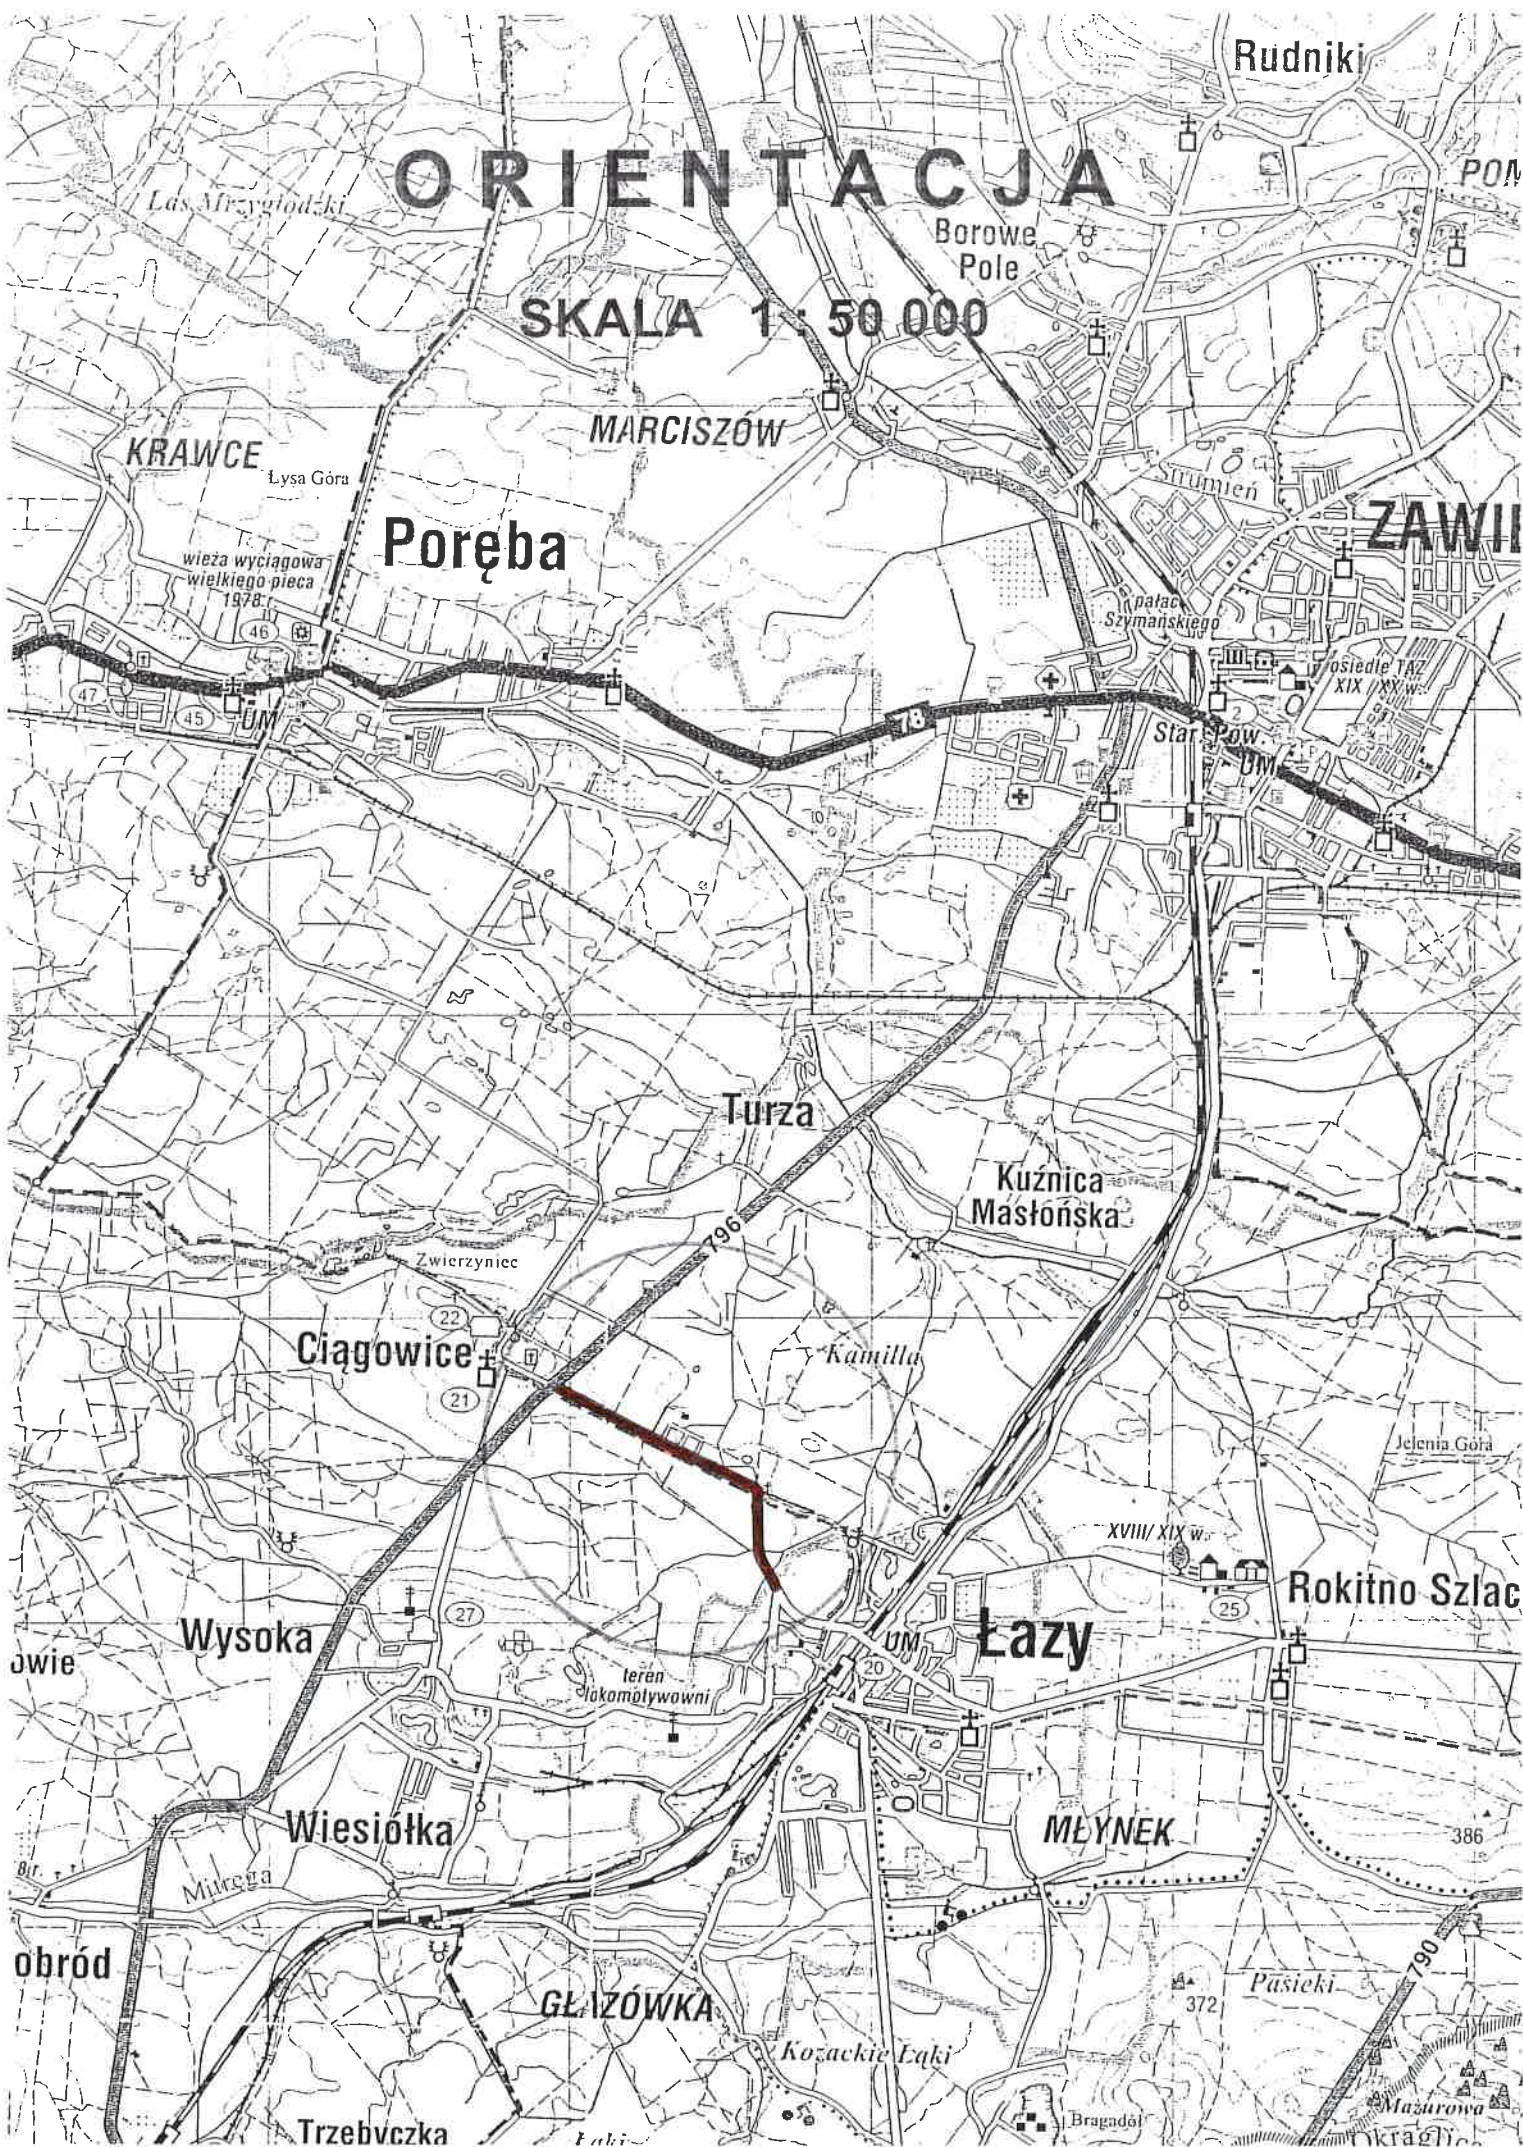 Rudniki
ORIENTACJA
Las Mrzygłodzki
POM
Borowe
Pole
SKALA 1 : 50 000
MARCISZÓW
KRAWCE
Łysa Góra
Strumień
Poręba
ZAWI
wieża wyciągowa
wielkiego pieca
1978 r.
pałac
Szymańskiego
46
1
osiedle TAZ
XIX / XX w.
47
45
UM
78
2
Star. Pow.
UM
Turza
Kuźnica
Masłońska
796
Zwierzyniec
22
Ciągowice
Kamilla
21
Jelenia Góra
XVIII/ XIX w.
Rokitno Szlac
25
27
Wysoka
Łazy
UM
20
owie
teren
lokomotywowni
Wiesiółka
MŁYNEK
386
Mitręga
obród
790
Pasieki
372
GŁAZÓWKA
Kozackie Łąki
Mazurowa
Bragadół
Trzebyczka
Łąki
Okrąglic